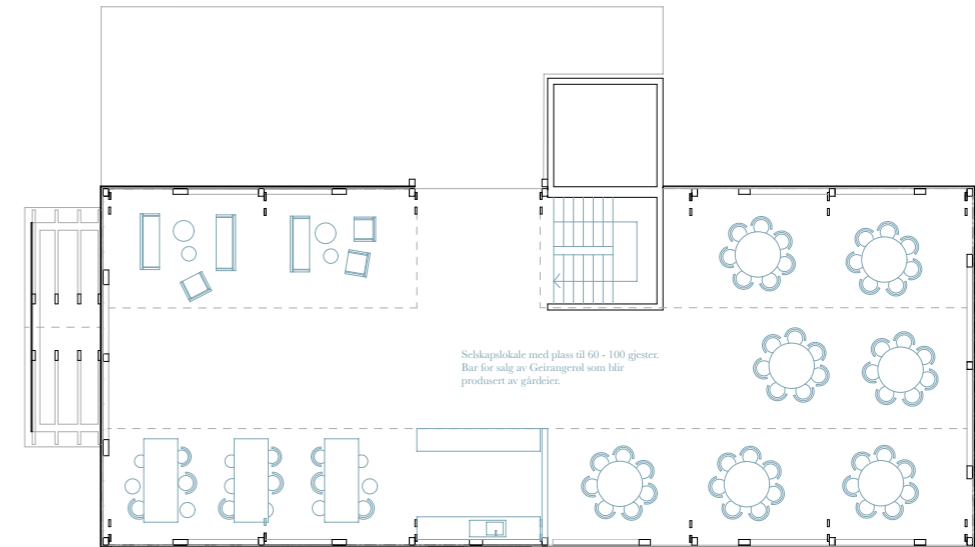 Selskapslokale med plass til 60 - 100 gjester.
Bar for salg av Geirangerøl som blir
produsert av gårdeier.